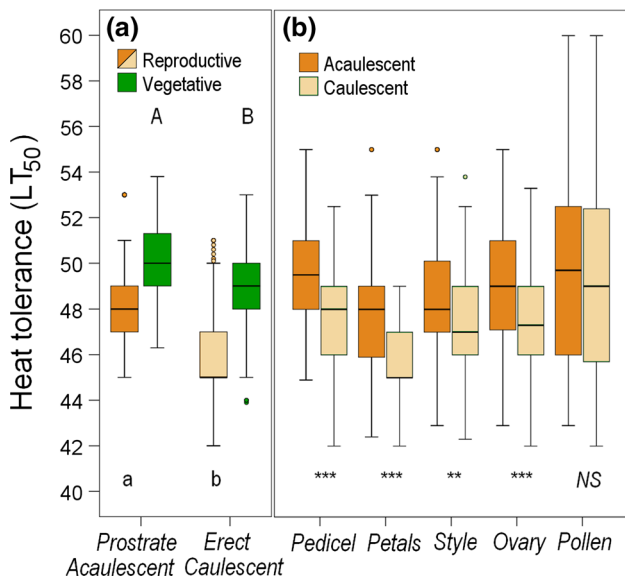 Heat tolerance (LT50)
60
58
56
54
52
50
48
46
44
42
40
(a)
Reproductive
Vegetative
A
B
a
b
Prostrate
Acaulescent
Erect
Caulescent
(b)
Acaulescent
Caulescent
*** *** ** *** NS
Pedicel Petals Style Ovary Pollen